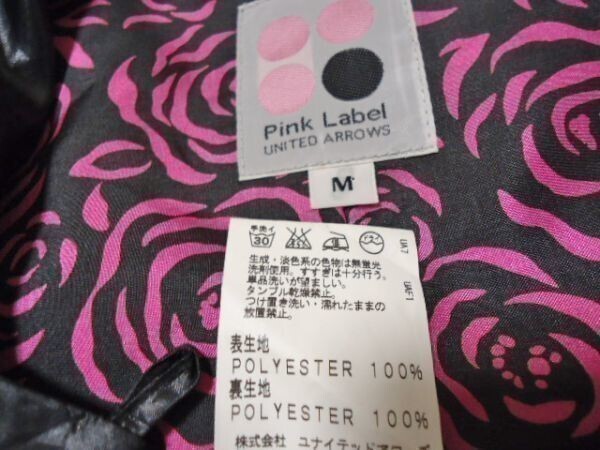 Pink Label
UNITED ARROWS
M
手洗イ
30
生成・淡色系の色物は無蛍光
洗剤使用。すすぎは十分行う。
単品洗いが望ましい。
タンブル乾燥禁止。
つけ置き洗い・濡れたままの
放置禁止。
表生地
POLYESTER 100%
裏生地
POLYESTER 100%
株式会社 ユナイテッドアローズ